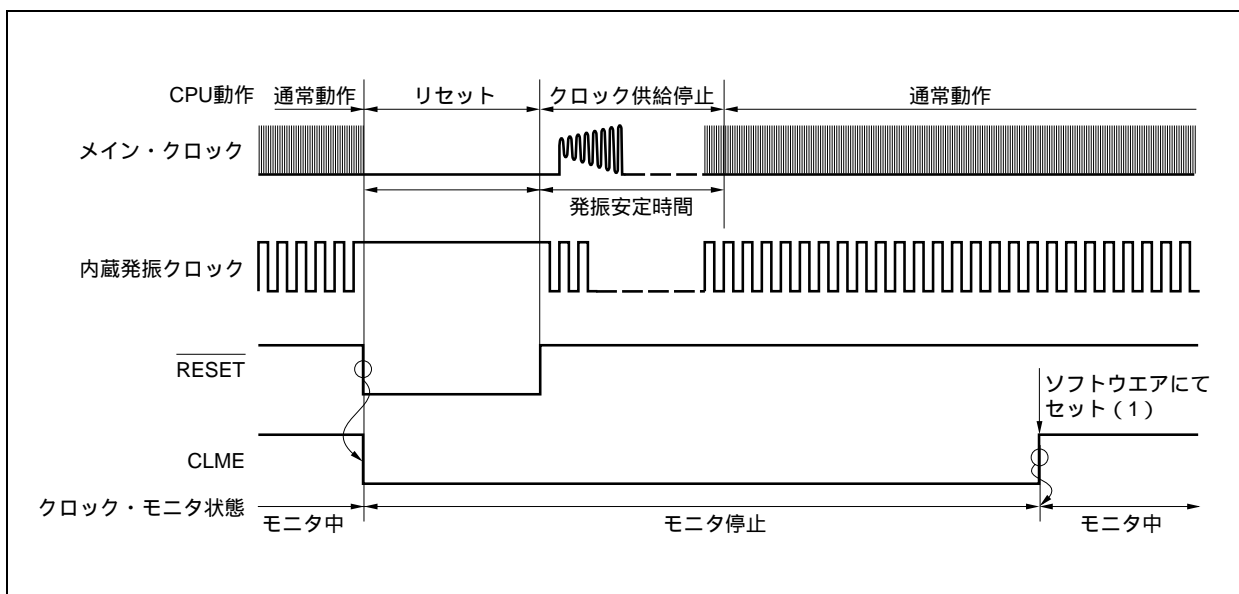 CPU動作 通常動作 リセット クロック供給停止 通常動作
メイン・クロック
発振安定時間
内蔵発振クロック
RESET
ソフトウエアにて
セット（1）
CLME
クロック・モニタ状態
モニタ中 モニタ停止 モニタ中